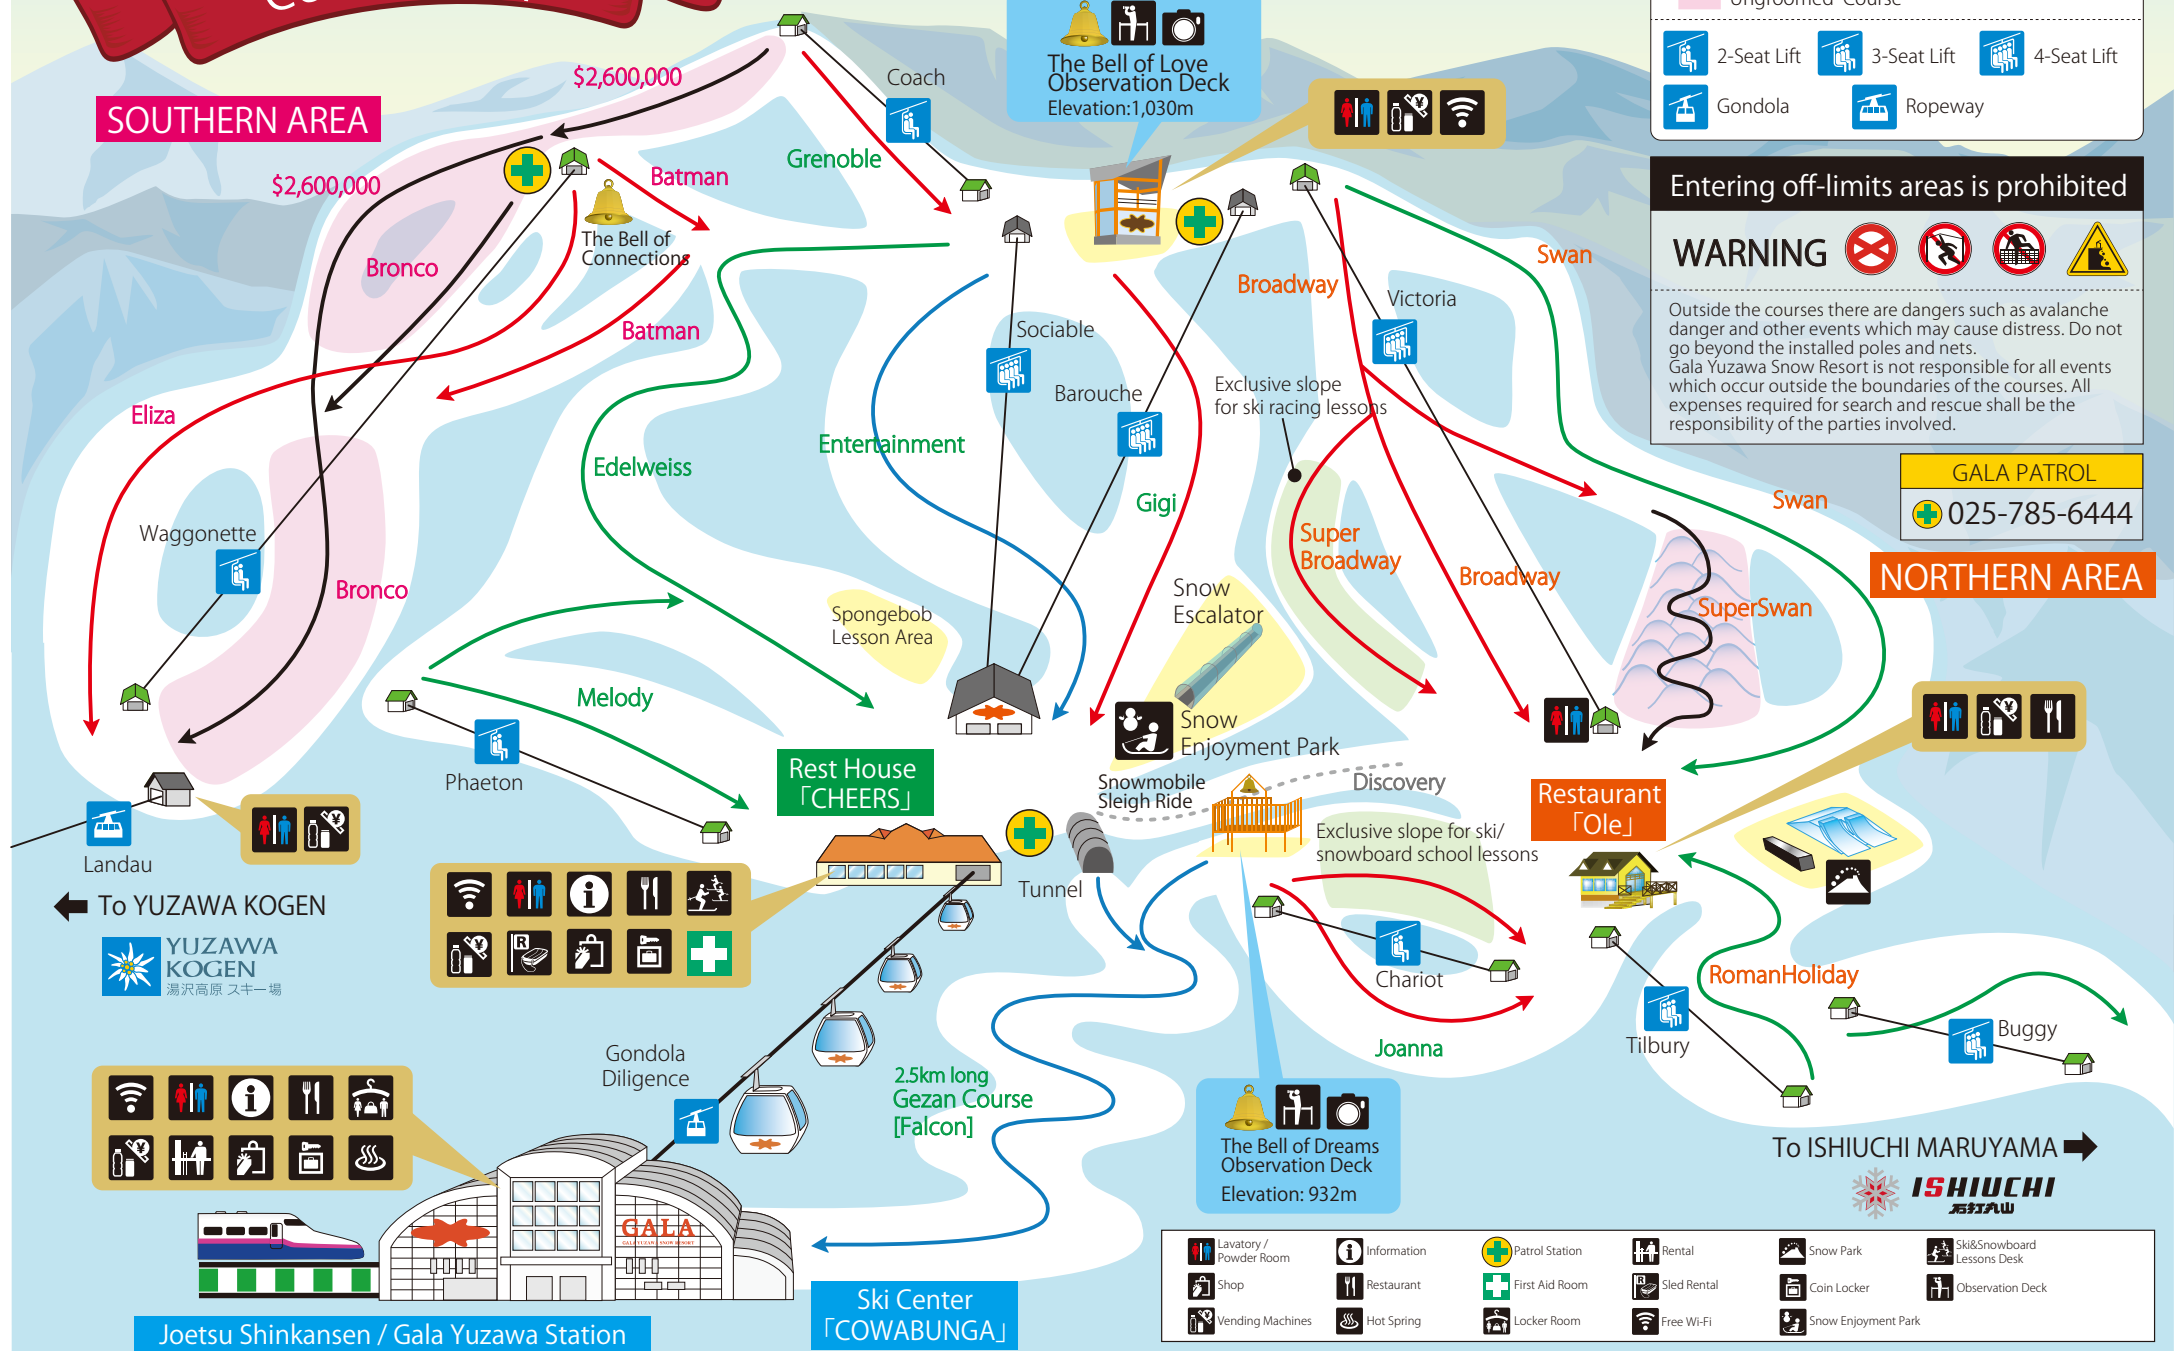 Ungroomed Course
2-Seat Lift
3-Seat Lift
4-Seat Lift
Gondola
Ropeway
SOUTHERN AREA
$2,600,000
$2,600,000
Coach
The Bell of Love
Observation Deck
Elevation:1,030m
Grenoble
Batman
The Bell of
Connections
Bronco
Batman
Eliza
Waggonette
Bronco
Edelweiss
Entertainment
Sociable
Barouche
Gigi
Exclusive slope
for ski racing lessons
Broadway
Victoria
Swan
Swan
Super
Broadway
Broadway
SuperSwan
Entering off-limits areas is prohibited
WARNING
Outside the courses there are dangers such as avalanche
danger and other events which may cause distress. Do not
go beyond the installed poles and nets.
Gala Yuzawa Snow Resort is not responsible for all events
which occur outside the boundaries of the courses. All
expenses required for search and rescue shall be the
responsibility of the parties involved.
GALA PATROL
025-785-6444
NORTHERN AREA
Spongebob
Lesson Area
Snow
Escalator
Snow
Enjoyment Park
Melody
Phaeton
Landau
To YUZAWA KOGEN
YUZAWA
KOGEN
湯沢高原 スキー場
Rest House
「CHEERS」
Snowmobile
Sleigh Ride
Discovery
Tunnel
Exclusive slope for ski/
snowboard school lessons
Restaurant
「Ole」
Chariot
Joanna
RomanHoliday
Tilbury
Buggy
To ISHIUCHI MARUYAMA
ISHIUCHI
石打丸山
Gondola
Diligence
2.5km long
Gezan Course
[Falcon]
The Bell of Dreams
Observation Deck
Elevation: 932m
GALA
GALA YUZAWA SNOW RESORT
Joetsu Shinkansen / Gala Yuzawa Station
Ski Center
「COWABUNGA」
Lavatory /
Powder Room
Information
Patrol Station
Rental
Snow Park
Ski&Snowboard
Lessons Desk
Shop
Restaurant
First Aid Room
Sled Rental
Coin Locker
Observation Deck
Vending Machines
Hot Spring
Locker Room
Free Wi-Fi
Snow Enjoyment Park